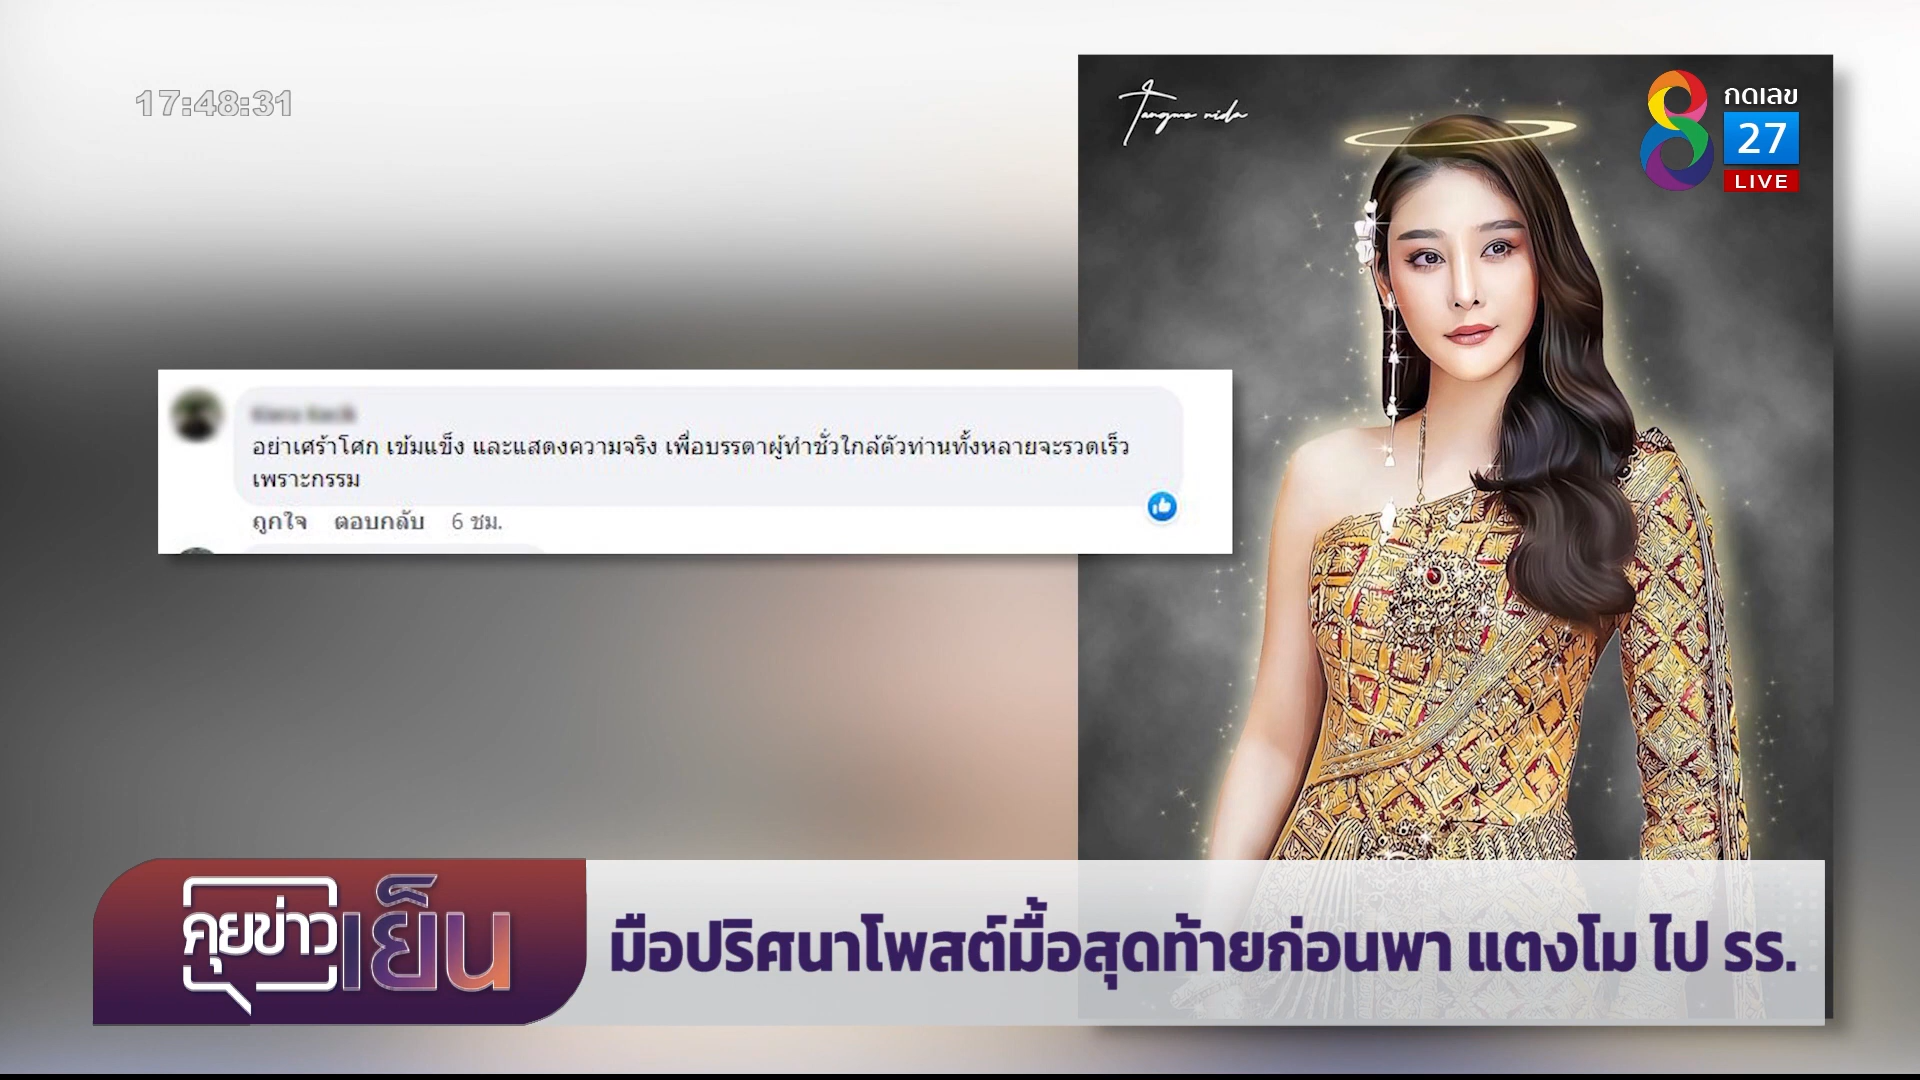 17:48:31
Tangmo nida
กดเลข
27
LIVE
อย่าเศร้าโศก เข้มแข็ง และแสดงความจริง เพื่อบรรดาผู้ทำชั่วใกล้ตัวท่านทั้งหลายจะรวดเร็ว
เพราะกรรม
ถูกใจ ตอบกลับ 6 ชม.
คุยข่าวเย็น
มือปริศนาโพสต์มื้อสุดท้ายก่อนพา แตงโม ไป รร.